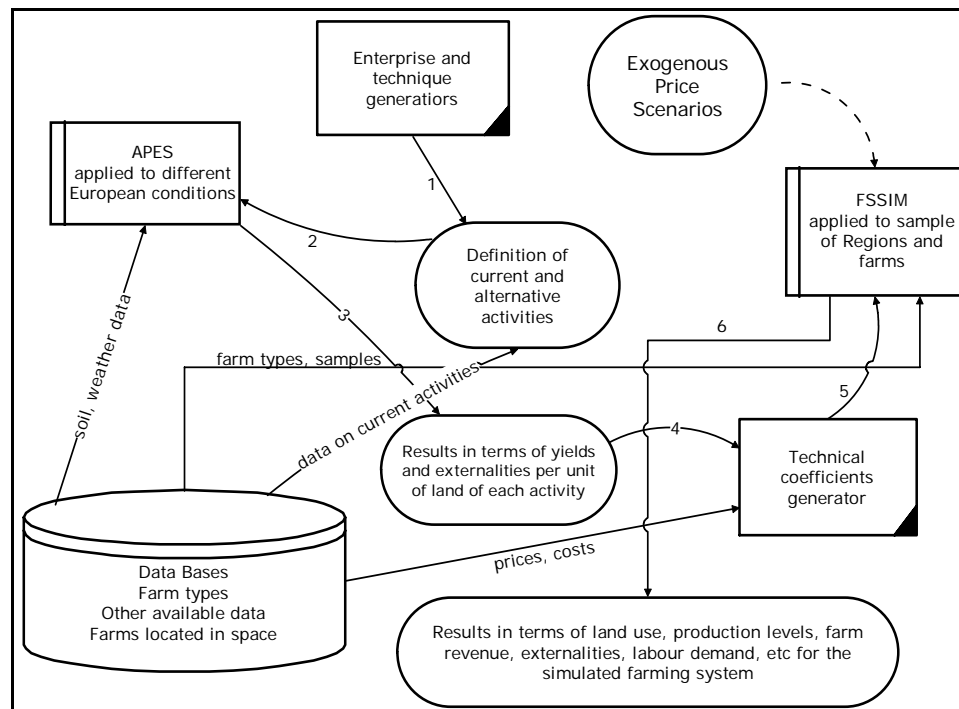 Enterprise and
technique
generatiors
Exogenous
Price
Scenarios
APES
applied to different
European conditions
1
2
FSSIM
applied to sample
of Regions and
farms
Definition of
current and
alternative
activities
3
6
soil, weather data
farm types, samples
data on current activities
5
4
Results in terms of yields
and externalities per unit
of land of each activity
Technical
coefficients
generator
prices, costs
Data Bases
Farm types
Other available data
Farms located in space
Results in terms of land use, production levels, farm
revenue, externalities, labour demand, etc for the
simulated farming system